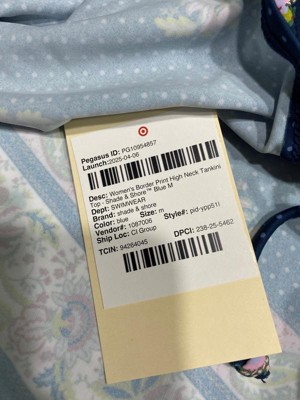 Pegasus ID: PG10954857
Launch:2025-04-06
Desc: Women's Border Print High Neck Tankini
Top - Shade & Shore™ Blue M
Dept: SWIMWEAR
Brand: shade & shore
Color: blue Size: m
Vendor#: 1087006 Style#: pid-ypp51l
Ship Loc: CI Group
TCIN: 94264045 DPCI: 238-25-5462